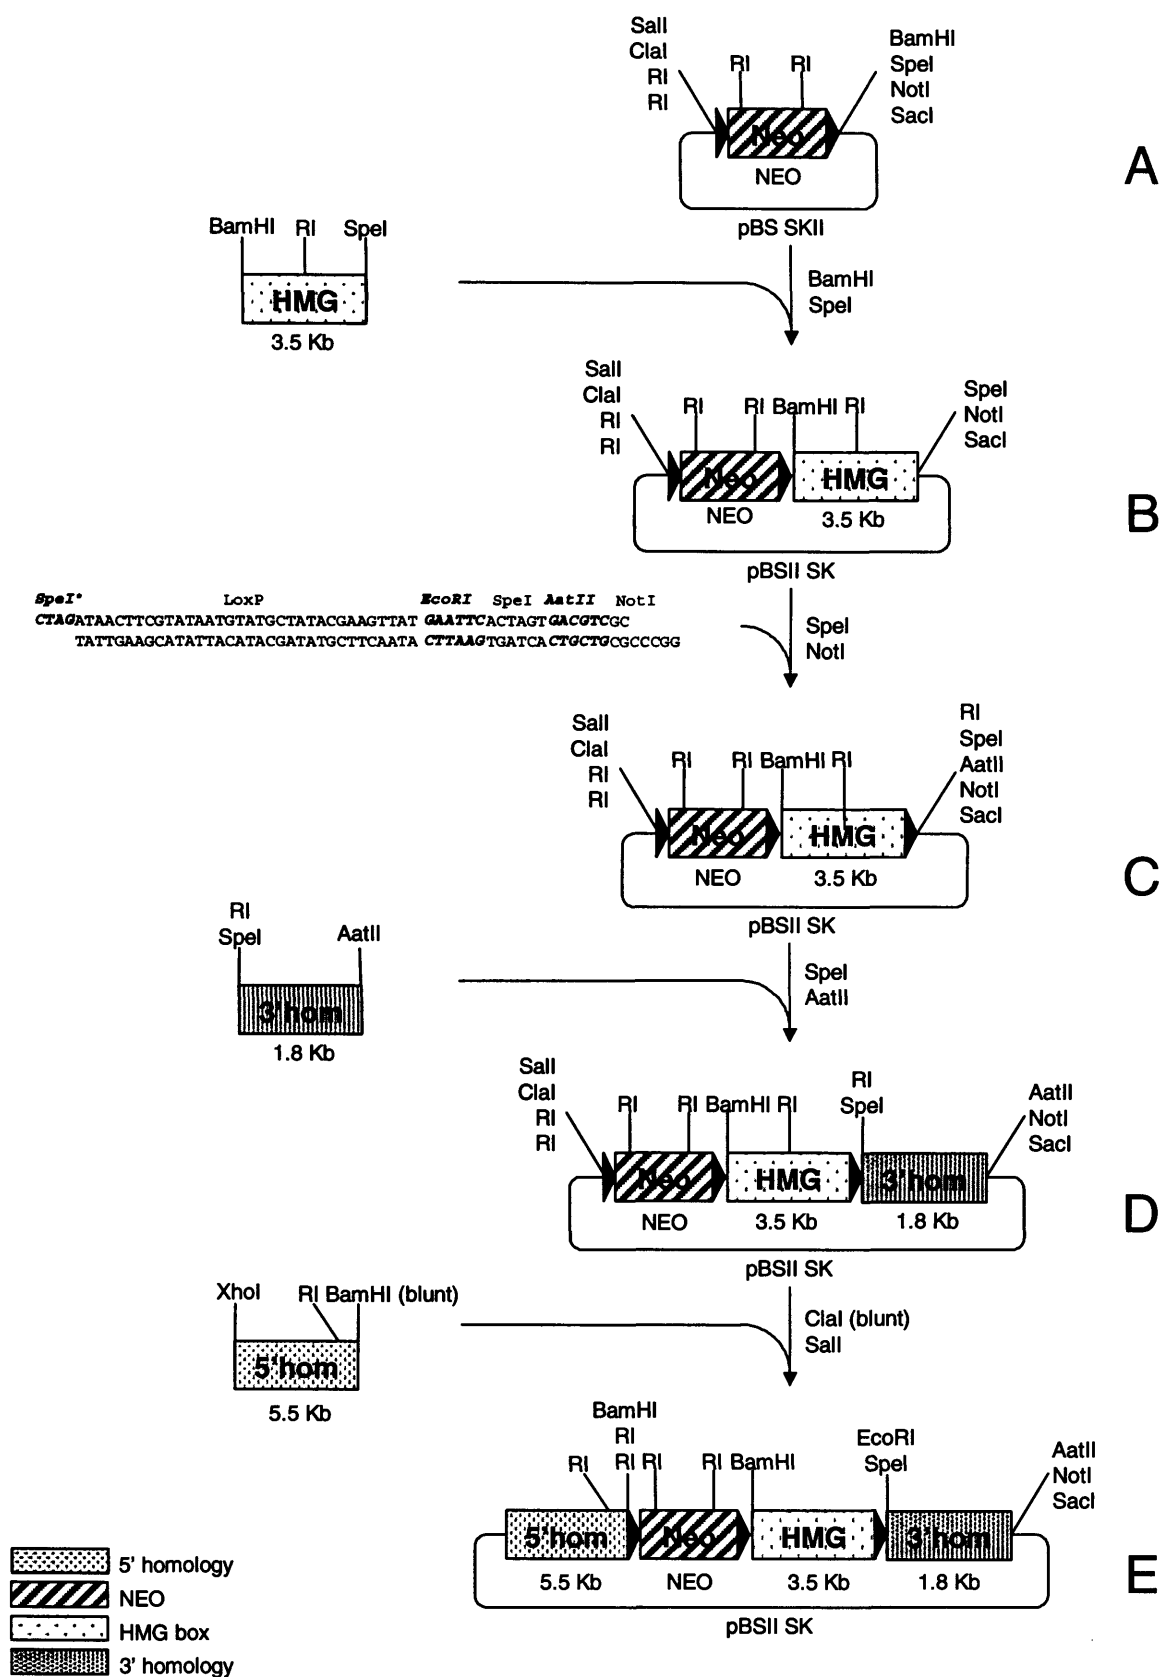 SalI
ClaI
RI
RI
RI RI
BamHI
SpeI
NotI
SacI
Neo
NEO
pBS SKII
A
BamHI RI SpeI
HMG
3.5 Kb
BamHI
SpeI
SalI
ClaI
RI
RI
RI RI BamHI RI
SpeI
NotI
SacI
Neo HMG
NEO 3.5 Kb
pBSII SK
B
SpeI* LoxP EcoRI SpeI AatII NotI
CTAGATAACTTCGTATAATGTATGCTATACGAAGTTAT GAATTCACTAGTGACGTCGC
TATTGAAGCATATTACATACGATATGCTTCAATA CTTAAGTGATCACTGCTGCGCCCGG
SpeI
NotI
SalI
ClaI
RI
RI
RI RI BamHI RI
RI
SpeI
AatII
NotI
SacI
Neo HMG
NEO 3.5 Kb
pBSII SK
C
RI
SpeI AatII
3'hom
1.8 Kb
SpeI
AatII
SalI
ClaI
RI
RI
RI RI BamHI RI
RI
SpeI
AatII
NotI
SacI
Neo HMG 3'hom
NEO 3.5 Kb 1.8 Kb
pBSII SK
D
XhoI RI BamHI (blunt)
5'hom
5.5 Kb
ClaI (blunt)
SalI
BamHI
RI
RI RI RI RI BamHI
EcoRI
SpeI
AatII
NotI
SacI
5'hom Neo HMG 3'hom
5.5 Kb NEO 3.5 Kb 1.8 Kb
pBSII SK
E
5' homology
NEO
HMG box
3' homology